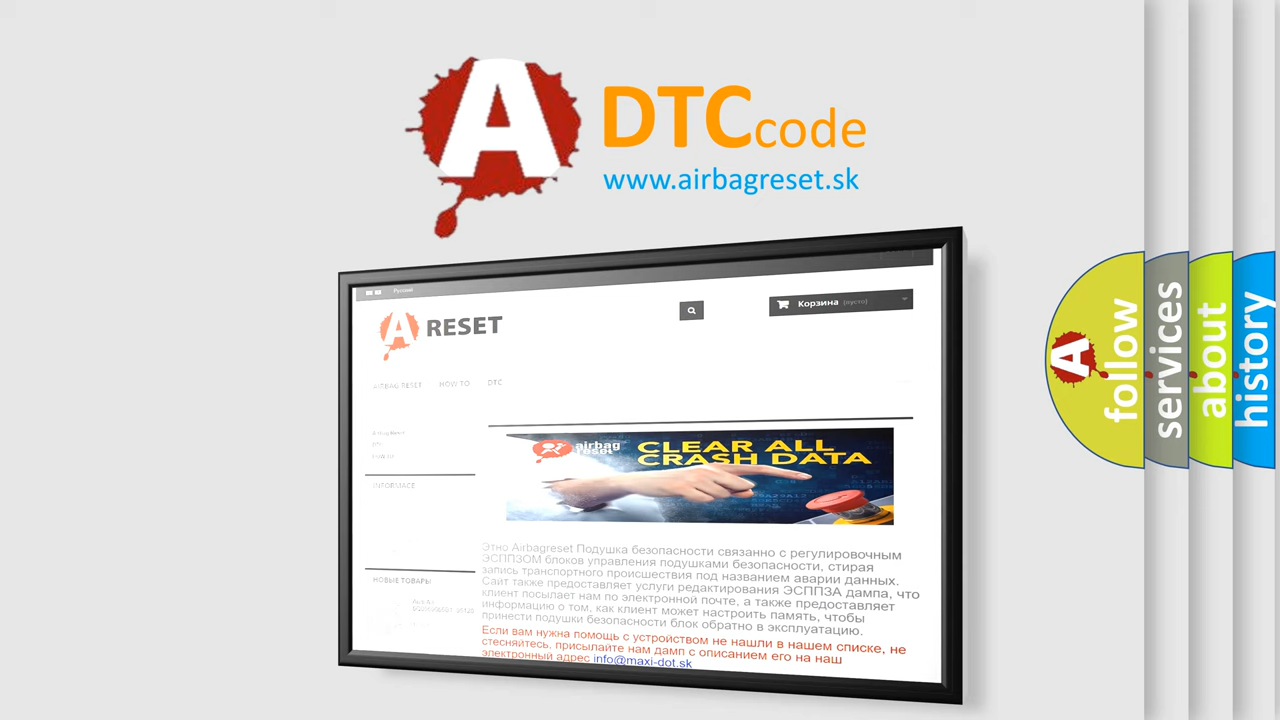 A
DTCcode
www.airbagreset.sk
Русский
A RESET
Корзина (пусто)
AIRBAG RESET HOW TO DTC
Airbag Reset
DTC
INFORMACE
airbag
reset
CLEAR ALL
CRASH DATA
Этно Airbagreset Подушка безопасности связанно с регулировочным
ЭСППЗОМ блоков управления подушками безопасности, стирая
запись транспортного происшествия под названием аварии данных.
Сайт также предоставляет услуги редактирования ЭСППЗА дампа, что
клиент посылает нам по электронной почте, а также предоставляет
информацию о том, как клиент может настроить память, чтобы
принести подушки безопасности блок обратно в эксплуатацию.
Если вам нужна помощь с устройством не нашли в нашем списке, не
стесняйтесь, присылайте нам дамп с описанием его на наш
электронный адрес info@maxi-dot.sk
НОВЫЕ ТОВАРЫ
A
follow
services
about
history